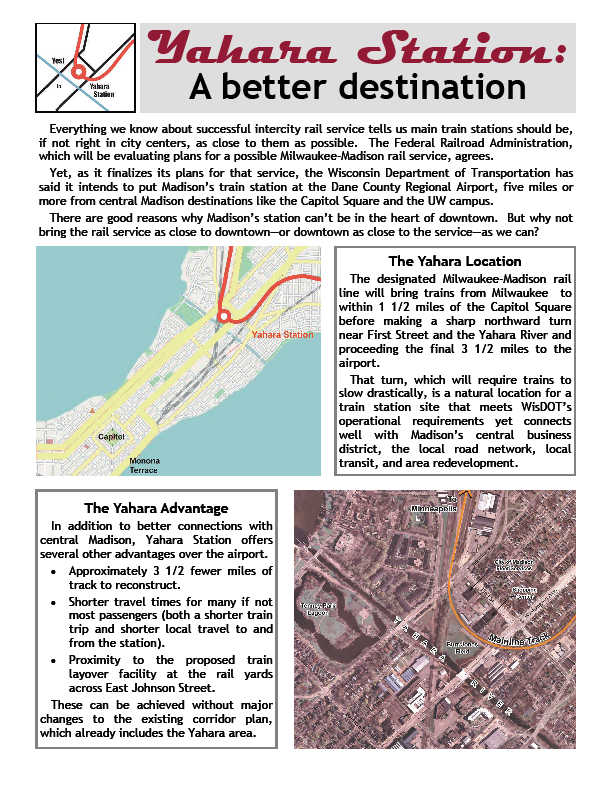 Yes!
in
Yahara
Station
Yahara Station:
A better destination
Everything we know about successful intercity rail service tells us main train stations should be,
if not right in city centers, as close to them as possible. The Federal Railroad Administration,
which will be evaluating plans for a possible Milwaukee-Madison rail service, agrees.
Yet, as it finalizes its plans for that service, the Wisconsin Department of Transportation has
said it intends to put Madison's train station at the Dane County Regional Airport, five miles or
more from central Madison destinations like the Capitol Square and the UW campus.
There are good reasons why Madison's station can't be in the heart of downtown. But why not
bring the rail service as close to downtown—or downtown as close to the service—as we can?
Yahara Station
Capitol
Monona
Terrace
The Yahara Location
The designated Milwaukee-Madison rail
line will bring trains from Milwaukee to
within 1 1/2 miles of the Capitol Square
before making a sharp northward turn
near First Street and the Yahara River and
proceeding the final 3 1/2 miles to the
airport.
That turn, which will require trains to
slow drastically, is a natural location for a
train station site that meets WisDOT's
operational requirements yet connects
well with Madison's central business
district, the local road network, local
transit, and area redevelopment.
The Yahara Advantage
In addition to better connections with
central Madison, Yahara Station offers
several other advantages over the airport.
• Approximately 3 1/2 fewer miles of
track to reconstruct.
• Shorter travel times for many if not
most passengers (both a shorter train
trip and shorter local travel to and
from the station).
• Proximity to the proposed train
layover facility at the rail yards
across East Johnson Street.
These can be achieved without major
changes to the existing corridor plan,
which already includes the Yahara area.
To
Minneapolis
City of Madison
Lagoon
Mainline Track
YAHARA RIVER